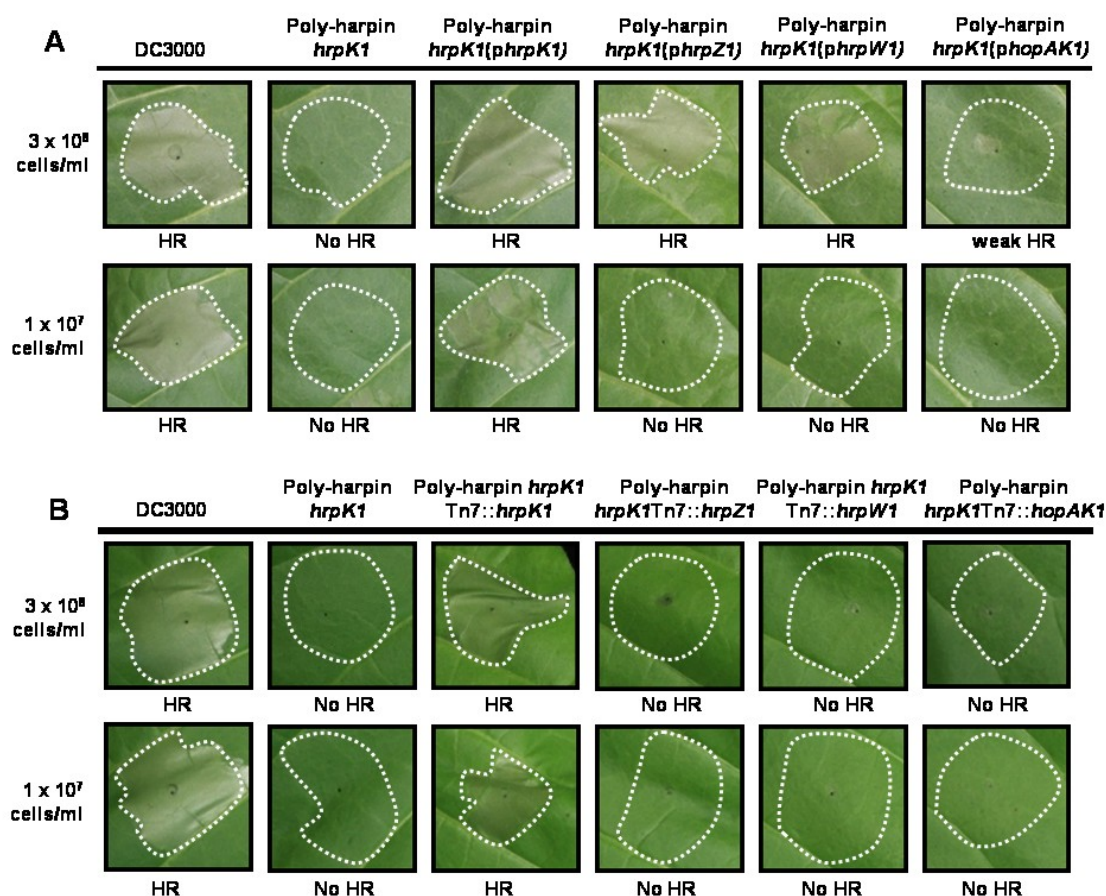 A
DC3000
Poly-harpin
hrpK1
Poly-harpin
hrpK1(phrpK1)
Poly-harpin
hrpK1(phrpZ1)
Poly-harpin
hrpK1(phrpW1)
Poly-harpin
hrpK1(phopAK1)
3 x 10⁸
cells/ml
HR
No HR
HR
HR
HR
weak HR
1 x 10⁷
cells/ml
HR
No HR
HR
No HR
No HR
No HR
B
DC3000
Poly-harpin
hrpK1
Poly-harpin hrpK1
Tn7::hrpK1
Poly-harpin
hrpK1Tn7::hrpZ1
Poly-harpin hrpK1
Tn7::hrpW1
Poly-harpin
hrpK1Tn7::hopAK1
3 x 10⁸
cells/ml
HR
No HR
HR
No HR
No HR
No HR
1 x 10⁷
cells/ml
HR
No HR
HR
No HR
No HR
No HR